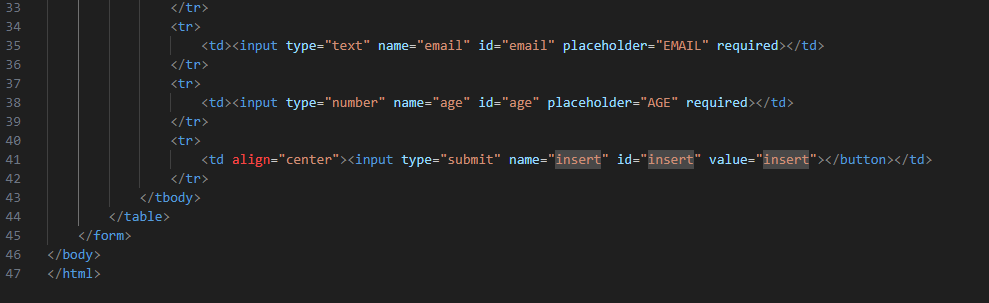 33 </tr>
34 <tr>
35 <td><input type="text" name="email" id="email" placeholder="EMAIL" required></td>
36 </tr>
37 <tr>
38 <td><input type="number" name="age" id="age" placeholder="AGE" required></td>
39 </tr>
40 <tr>
41 <td align="center"><input type="submit" name="insert" id="insert" value="insert"></button></td>
42 </tr>
43 </tbody>
44 </table>
45 </form>
46 </body>
47 </html>